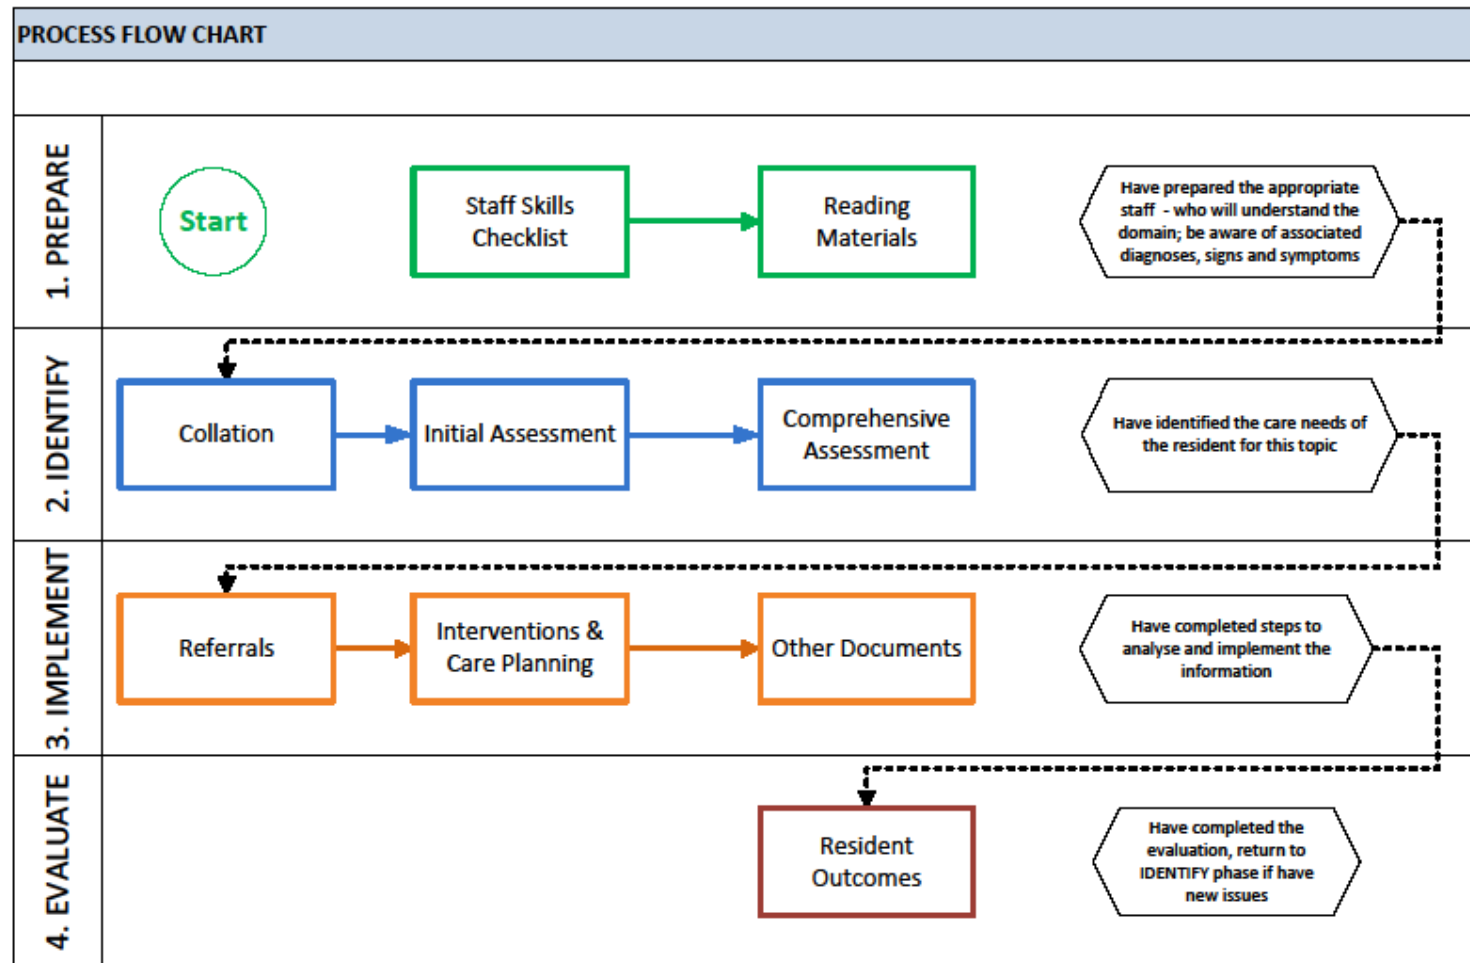 PROCESS FLOW CHART
1. PREPARE
Start
Staff Skills
Checklist
Reading
Materials
Have prepared the appropriate
staff - who will understand the
domain; be aware of associated
diagnoses, signs and symptoms
2. IDENTIFY
Collation
Initial Assessment
Comprehensive
Assessment
Have identified the care needs of
the resident for this topic
3. IMPLEMENT
Referrals
Interventions &
Care Planning
Other Documents
Have completed steps to
analyse and implement the
information
4. EVALUATE
Resident
Outcomes
Have completed the
evaluation, return to
IDENTIFY phase if have
new issues